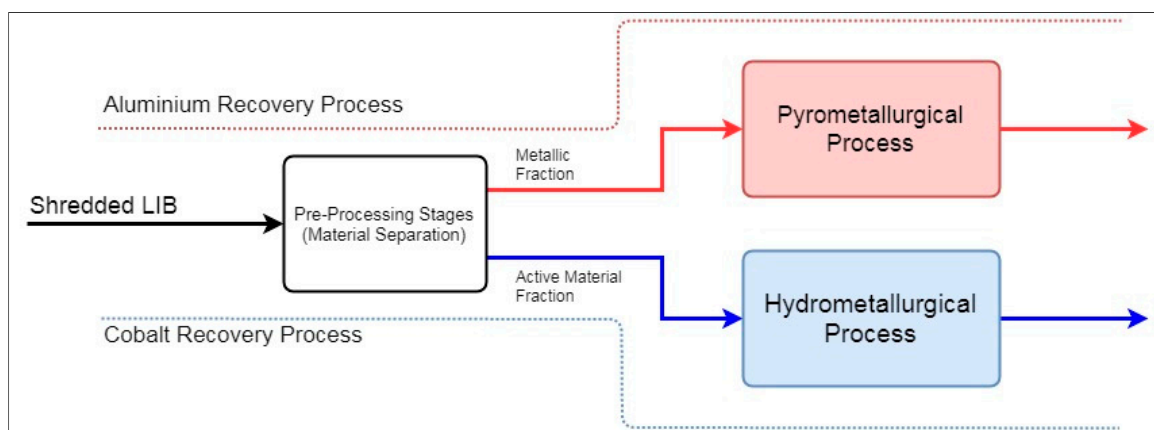 Aluminium Recovery Process
Pyrometallurgical
Process
Metallic
Fraction
Shredded LIB
Pre-Processing Stages
(Material Separation)
Active Material
Fraction
Hydrometallurgical
Process
Cobalt Recovery Process